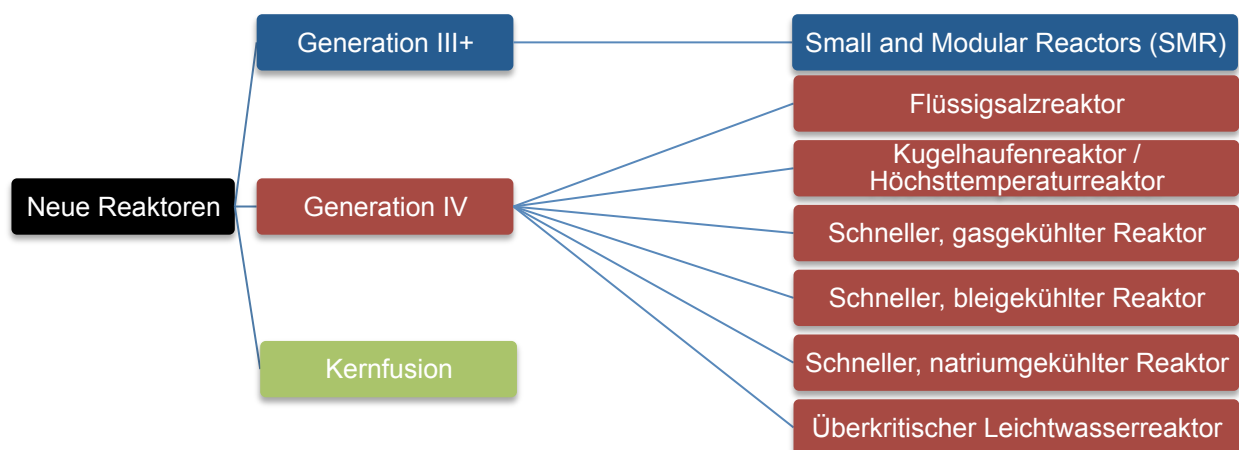 Generation III+
Small and Modular Reactors (SMR)
Flüssigsalzreaktor
Kugelhaufenreaktor /
Höchsttemperaturreaktor
Neue Reaktoren
Generation IV
Schneller, gasgekühlter Reaktor
Schneller, bleigekühlter Reaktor
Kernfusion
Schneller, natriumgekühlter Reaktor
Überkritischer Leichtwasserreaktor